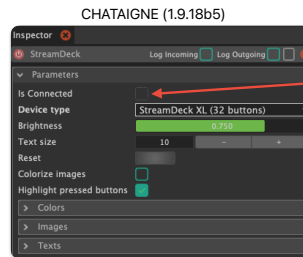 CHATAIGNE (1.9.18b5)
Inspector
StreamDeck Log Incoming Log Outgoing
Parameters
Is Connected
Device type StreamDeck XL (32 buttons)
Brightness 0.750
Text size 10 - +
Reset
Colorize images
Highlight pressed buttons
Colors
Images
Texts